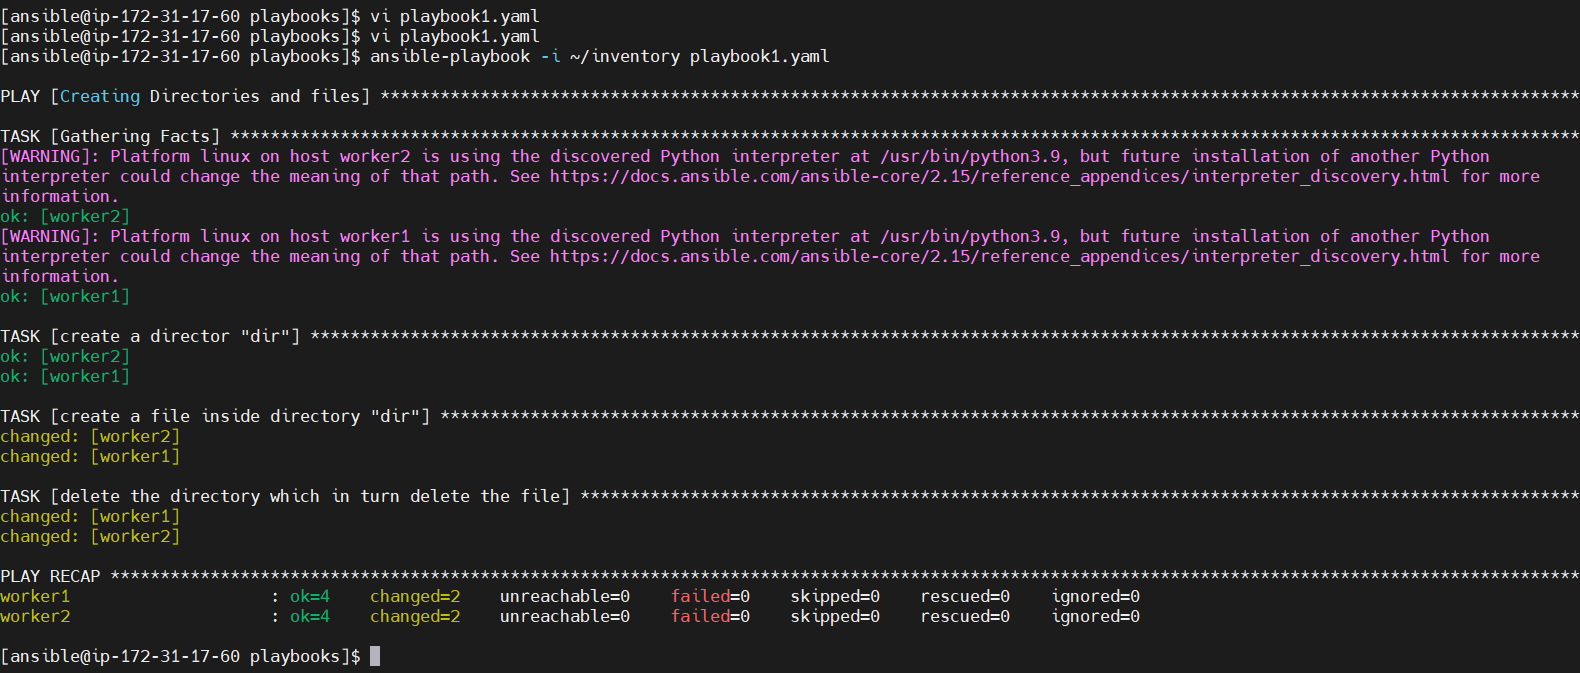 [ansible@ip-172-31-17-60 playbooks]$ vi playbook1.yaml
[ansible@ip-172-31-17-60 playbooks]$ vi playbook1.yaml
[ansible@ip-172-31-17-60 playbooks]$ ansible-playbook -i ~/inventory playbook1.yaml
PLAY [Creating Directories and files] ************************************************************************************************************************
TASK [Gathering Facts] ***************************************************************************************************************************************
[WARNING]: Platform linux on host worker2 is using the discovered Python interpreter at /usr/bin/python3.9, but future installation of another Python
interpreter could change the meaning of that path. See https://docs.ansible.com/ansible-core/2.15/reference_appendices/interpreter_discovery.html for more
information.
ok: [worker2]
[WARNING]: Platform linux on host worker1 is using the discovered Python interpreter at /usr/bin/python3.9, but future installation of another Python
interpreter could change the meaning of that path. See https://docs.ansible.com/ansible-core/2.15/reference_appendices/interpreter_discovery.html for more
information.
ok: [worker1]
TASK [create a director "dir"] *******************************************************************************************************************************
ok: [worker2]
ok: [worker1]
TASK [create a file inside directory "dir"] ******************************************************************************************************************
changed: [worker2]
changed: [worker1]
TASK [delete the directory which in turn delete the file] ****************************************************************************************************
changed: [worker1]
changed: [worker2]
PLAY RECAP ***************************************************************************************************************************************************
worker1                    : ok=4    changed=2    unreachable=0    failed=0    skipped=0    rescued=0    ignored=0
worker2                    : ok=4    changed=2    unreachable=0    failed=0    skipped=0    rescued=0    ignored=0
[ansible@ip-172-31-17-60 playbooks]$